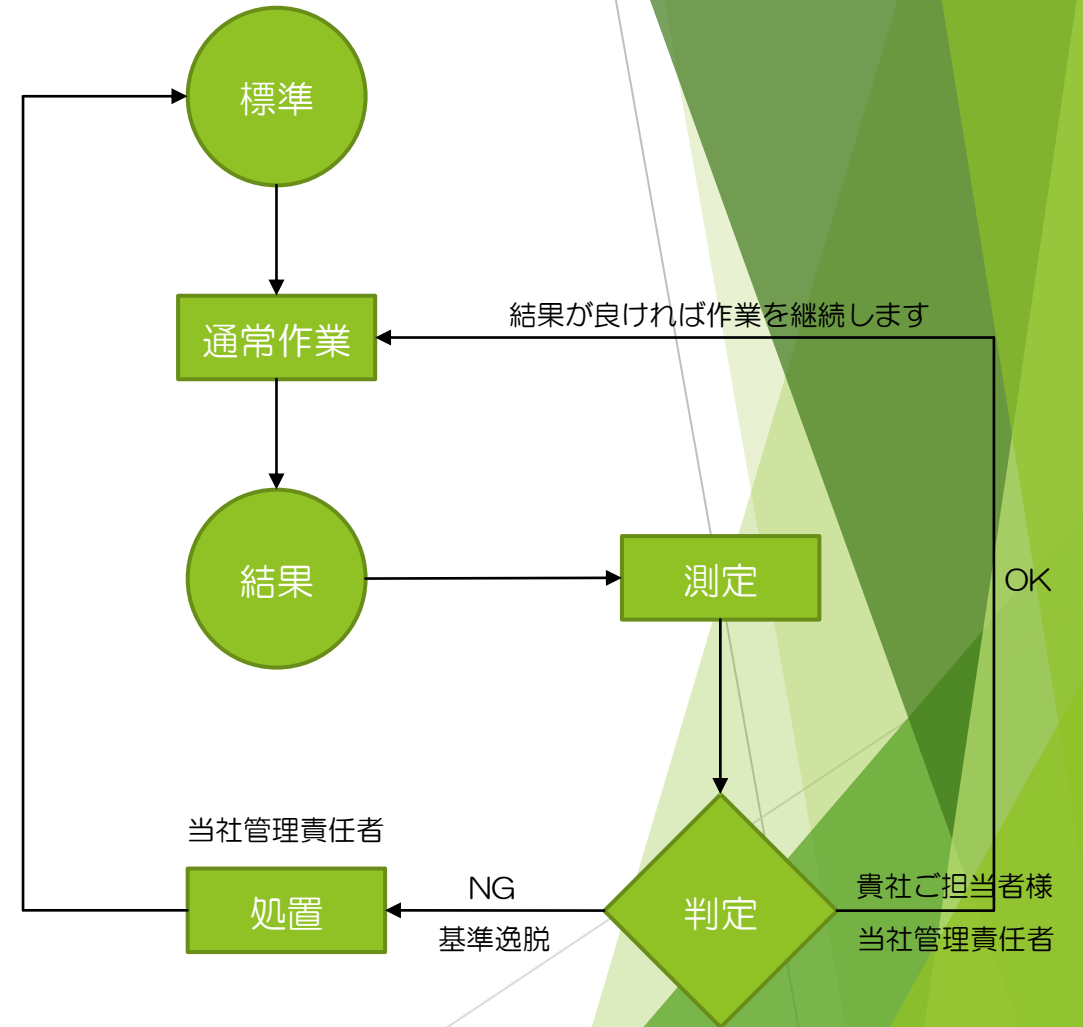 標準
通常作業
結果が良ければ作業を継続します
結果
測定
OK
当社管理責任者
処置
NG
基準逸脱
判定
貴社ご担当者様
当社管理責任者